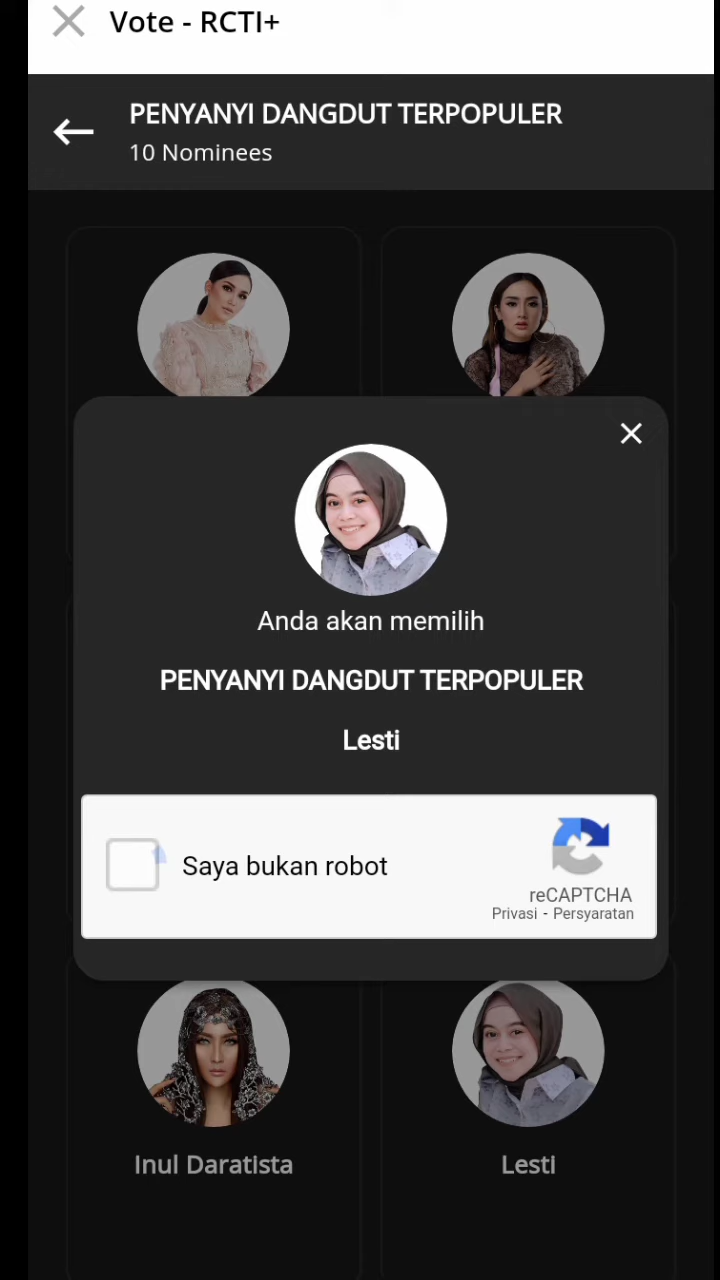 Vote - RCTI+
PENYANYI DANGDUT TERPOPULER
10 Nominees
Anda akan memilih
PENYANYI DANGDUT TERPOPULER
Lesti
Saya bukan robot
reCAPTCHA
Privasi - Persyaratan
Inul Daratista
Lesti